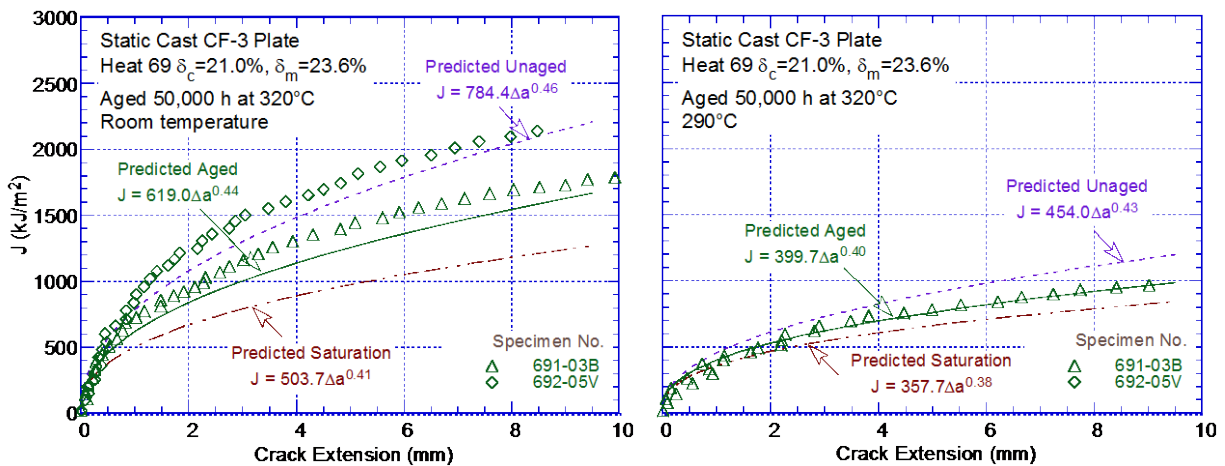 3000
2500
2000
1500
1000
500
0
J (kJ/m²)
Static Cast CF-3 Plate
Heat 69 δc=21.0%, δm=23.6%
Aged 50,000 h at 320°C
Room temperature
Predicted Unaged
J = 784.4Δa^0.46
Predicted Aged
J = 619.0Δa^0.44
Predicted Saturation
J = 503.7Δa^0.41
Specimen No.
691-03B
692-05V
0 2 4 6 8 10
Crack Extension (mm)
Static Cast CF-3 Plate
Heat 69 δc=21.0%, δm=23.6%
Aged 50,000 h at 320°C
290°C
Predicted Unaged
J = 454.0Δa^0.43
Predicted Aged
J = 399.7Δa^0.40
Predicted Saturation
J = 357.7Δa^0.38
Specimen No.
691-03B
692-05V
0 2 4 6 8 10
Crack Extension (mm)